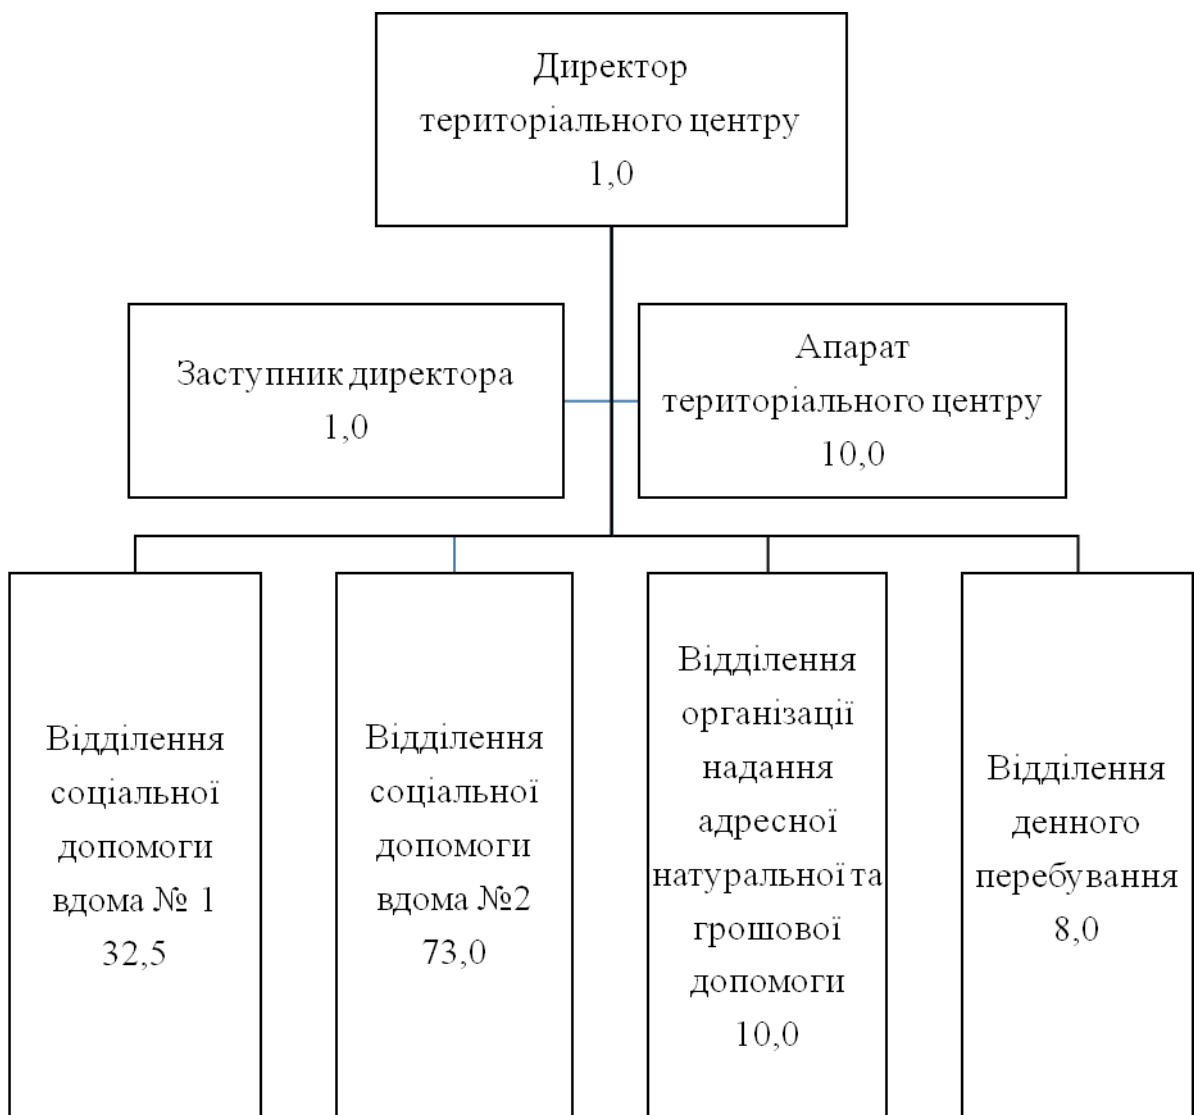 Директор
територіального центру
1,0
Заступник директора
1,0
Апарат
територіального центру
10,0
Відділення
соціальної
допомоги
вдома № 1
32,5
Відділення
соціальної
допомоги
вдома №2
73,0
Відділення
організації
надання
адресної
натуральної та
грошової
допомоги
10,0
Відділення
денного
перебування
8,0